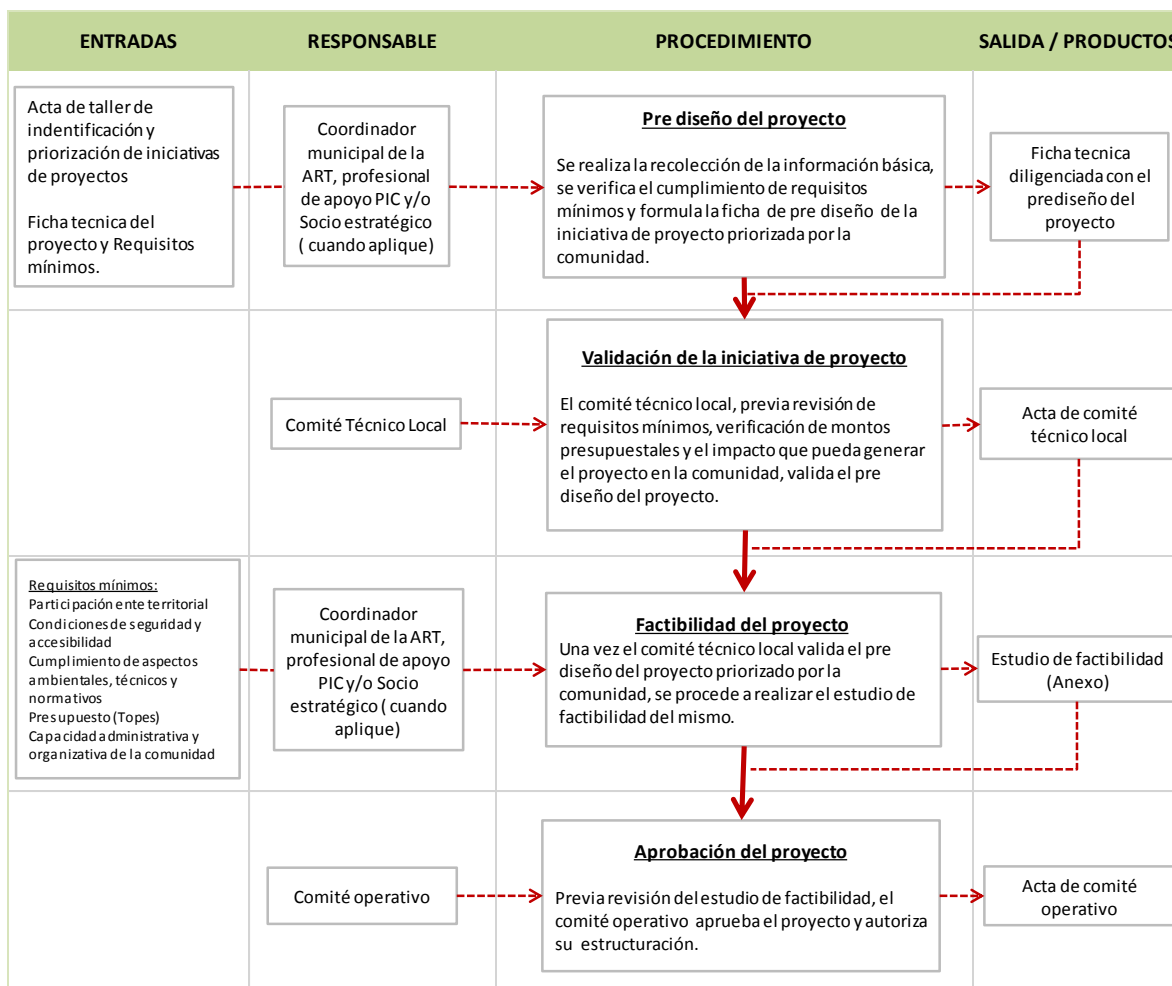 ENTRADAS
RESPONSABLE
PROCEDIMIENTO
SALIDA / PRODUCTOS
Acta de taller de
indentificación y
priorización de iniciativas
de proyectos
Ficha tecnica del
proyecto y Requisitos
mínimos.
Coordinador
municipal de la
ART, profesional
de apoyo PIC y/o
Socio estratégico
( cuando aplique)
Pre diseño del proyecto
Se realiza la recolección de la información básica,
se verifica el cumplimiento de requisitos
mínimos y formula la ficha de pre diseño de la
iniciativa de proyecto priorizada por la
comunidad.
Ficha tecnica
diligenciada con el
prediseño del
proyecto
Comité Técnico Local
Validación de la iniciativa de proyecto
El comité técnico local, previa revisión de
requisitos mínimos, verificación de montos
presupuestales y el impacto que pueda generar
el proyecto en la comunidad, valida el pre
diseño del proyecto.
Acta de comité
técnico local
Requisitos mínimos:
Participación ente territorial
Condiciones de seguridad y
accesibilidad
Cumplimiento de aspectos
ambientales, técnicos y
normativos
Presupuesto (Topes)
Capacidad administrativa y
organizativa de la comunidad
Coordinador
municipal de la ART,
profesional de apoyo
PIC y/o Socio
estratégico ( cuando
aplique)
Factibilidad del proyecto
Una vez el comité técnico local valida el pre
diseño del proyecto priorizado por la
comunidad, se procede a realizar el estudio de
factibilidad del mismo.
Estudio de factibilidad
(Anexo)
Comité operativo
Aprobación del proyecto
Previa revisión del estudio de factibilidad, el
comité operativo aprueba el proyecto y autoriza
su estructuración.
Acta de comité
operativo